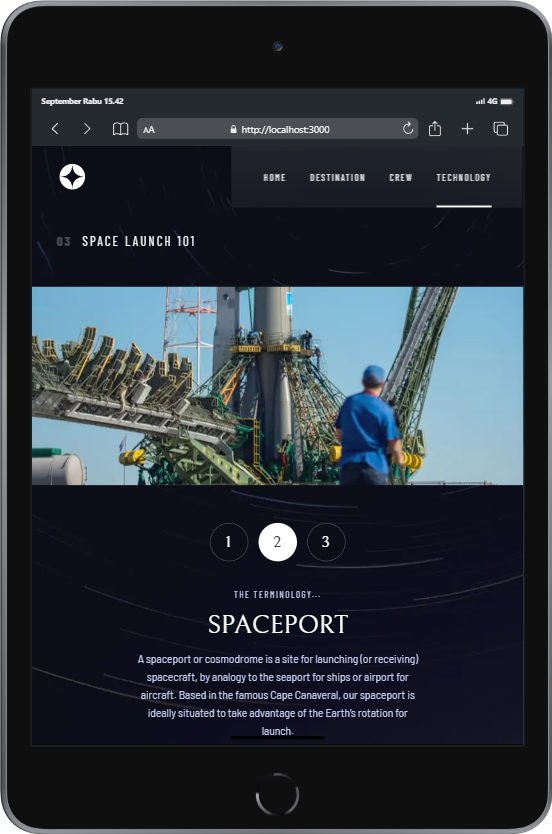 September Rabu 15.42
4G
AA
http://localhost:3000
HOME DESTINATION CREW TECHNOLOGY
03 SPACE LAUNCH 101
1 2 3
THE TERMINOLOGY...
SPACEPORT
A spaceport or cosmodrome is a site for launching (or receiving)
spacecraft, by analogy to the seaport for ships or airport for
aircraft. Based in the famous Cape Canaveral, our spaceport is
ideally situated to take advantage of the Earth's rotation for
launch.